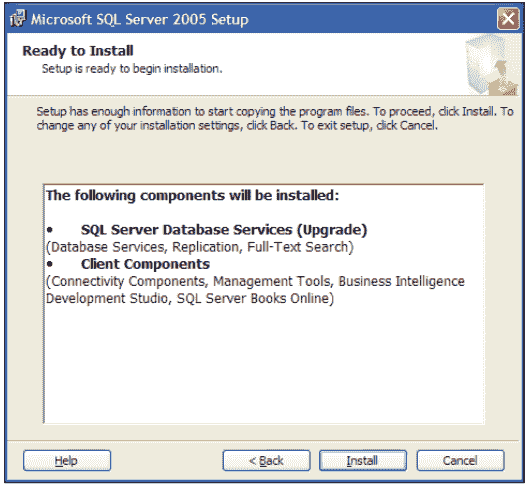 Microsoft SQL Server 2005 Setup
Ready to Install
Setup is ready to begin installation.
Setup has enough information to start copying the program files. To proceed, click Install. To
change any of your installation settings, click Back. To exit setup, click Cancel.
The following components will be installed:
• SQL Server Database Services (Upgrade)
(Database Services, Replication, Full-Text Search)
• Client Components
(Connectivity Components, Management Tools, Business Intelligence
Development Studio, SQL Server Books Online)
Help < Back Install Cancel